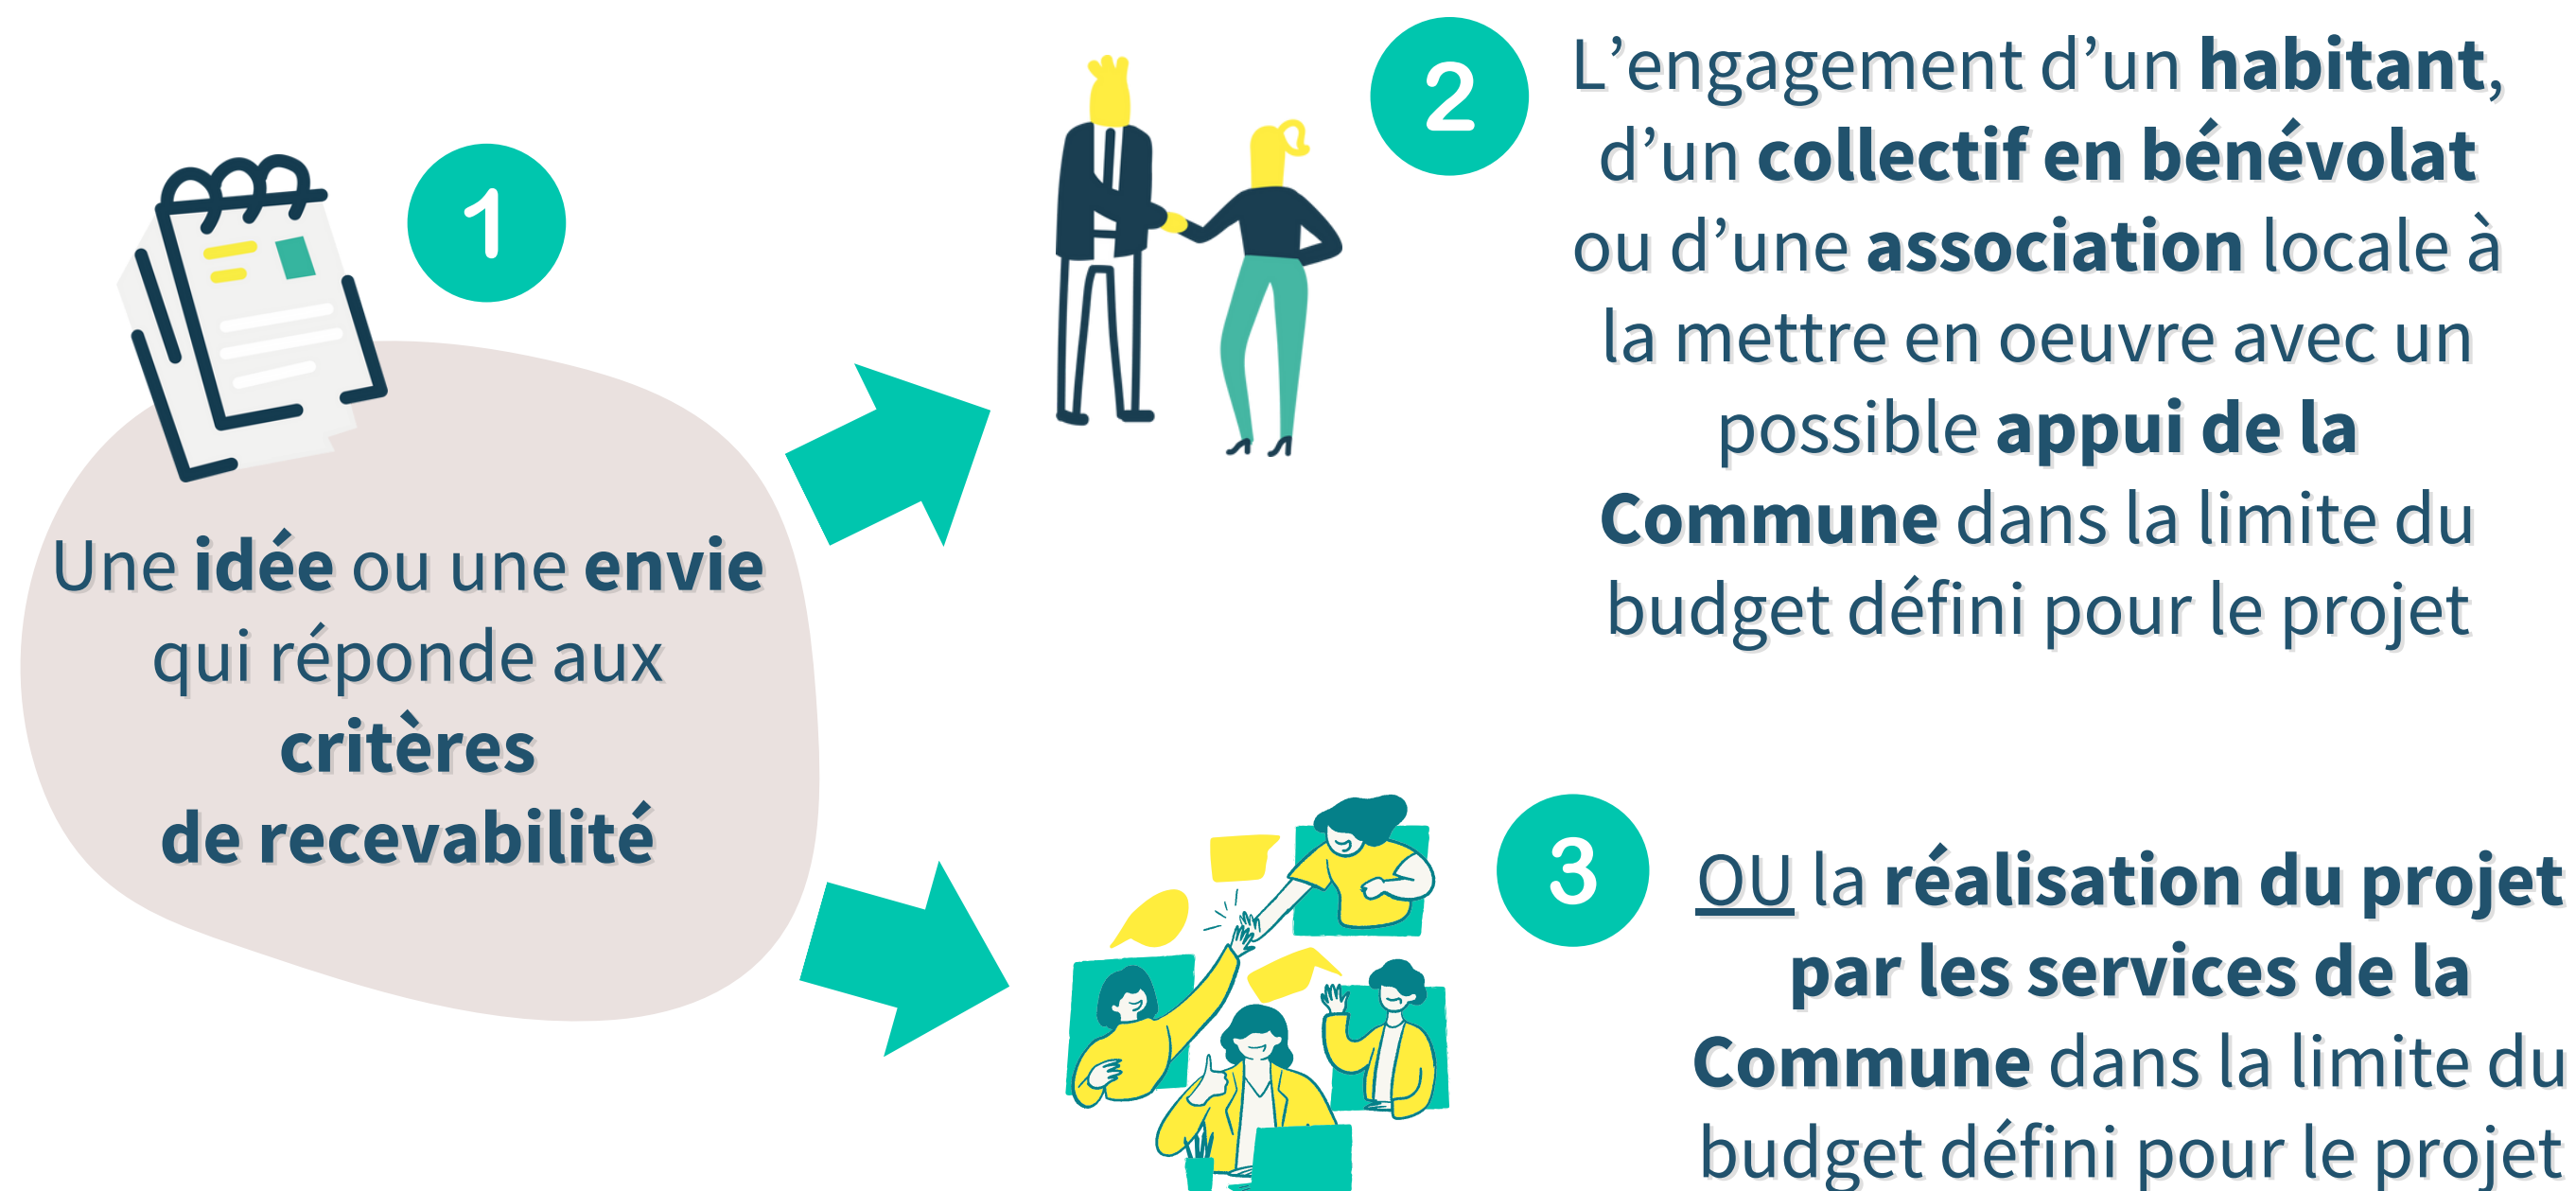 1
Une idée ou une envie
qui réponde aux
critères
de recevabilité
2
L’engagement d’un habitant,
d’un collectif en bénévolat
ou d’une association locale à
la mettre en oeuvre avec un
possible appui de la
Commune dans la limite du
budget défini pour le projet
3
OU la réalisation du projet
par les services de la
Commune dans la limite du
budget défini pour le projet